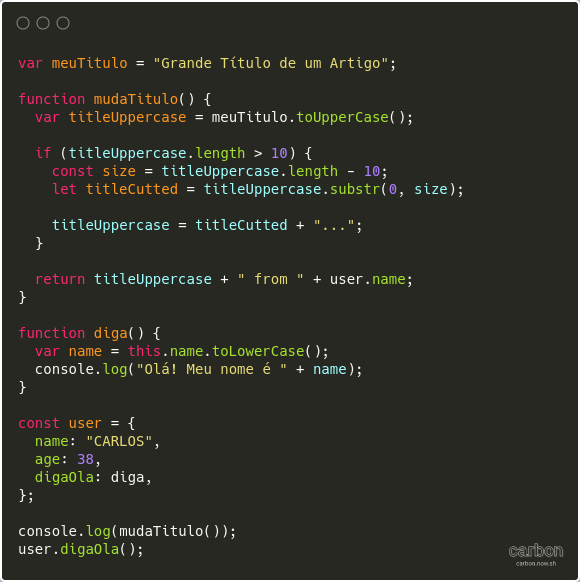 var meuTitulo = "Grande Título de um Artigo";

function mudaTitulo() {
  var titleUppercase = meuTitulo.toUpperCase();

  if (titleUppercase.length > 10) {
    const size = titleUppercase.length - 10;
    let titleCutted = titleUppercase.substr(0, size);

    titleUppercase = titleCutted + "...";
  }

  return titleUppercase + " from " + user.name;
}

function diga() {
  var name = this.name.toLowerCase();
  console.log("Olá! Meu nome é " + name);
}

const user = {
  name: "CARLOS",
  age: 38,
  digaOla: diga,
};

console.log(mudaTitulo());
user.digaOla();
carbon
carbon.now.sh